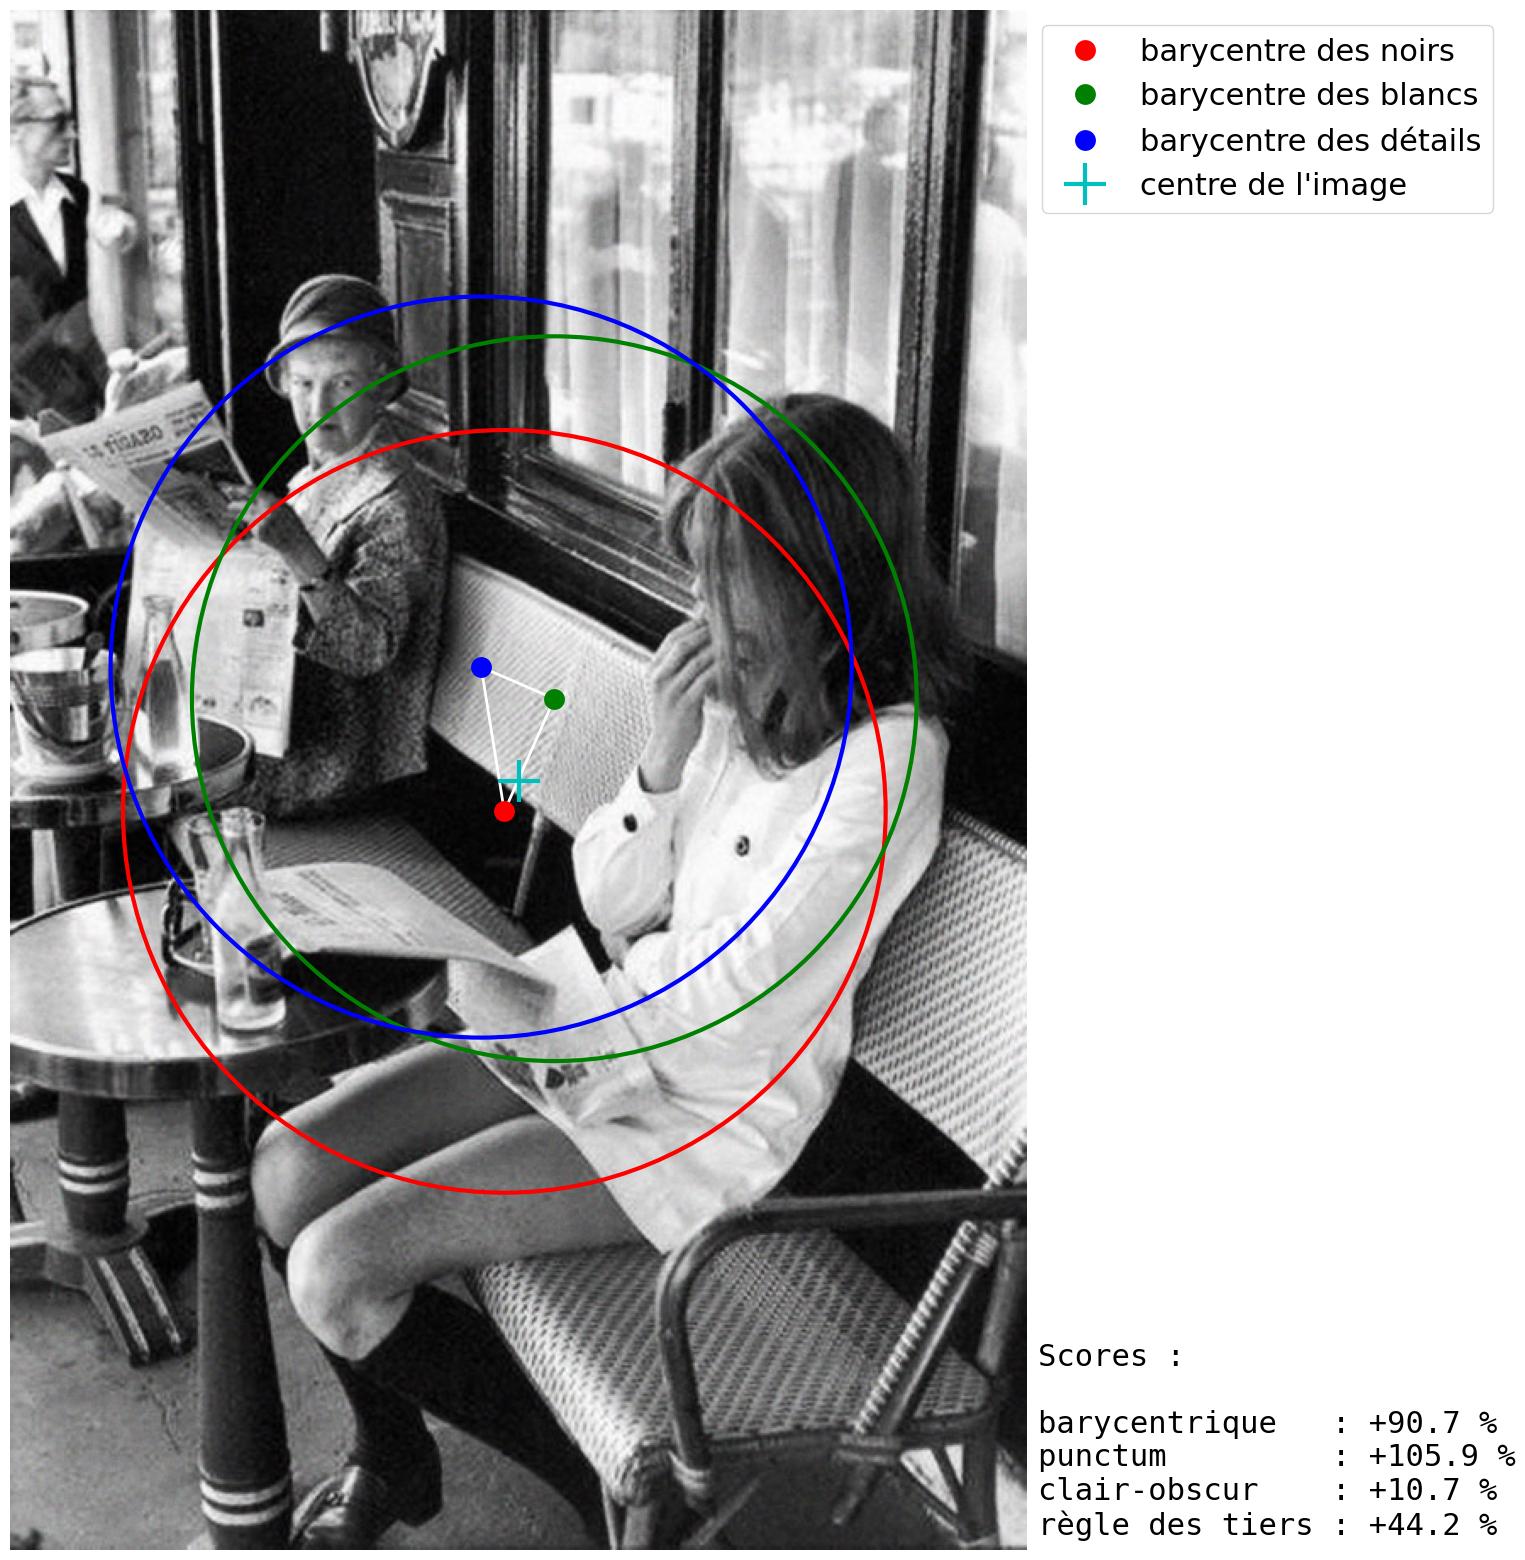 barycentre des noirs
barycentre des blancs
barycentre des détails
centre de l'image
Scores :
barycentrique : +90.7 %
punctum : +105.9 %
clair-obscur : +10.7 %
règle des tiers : +44.2 %